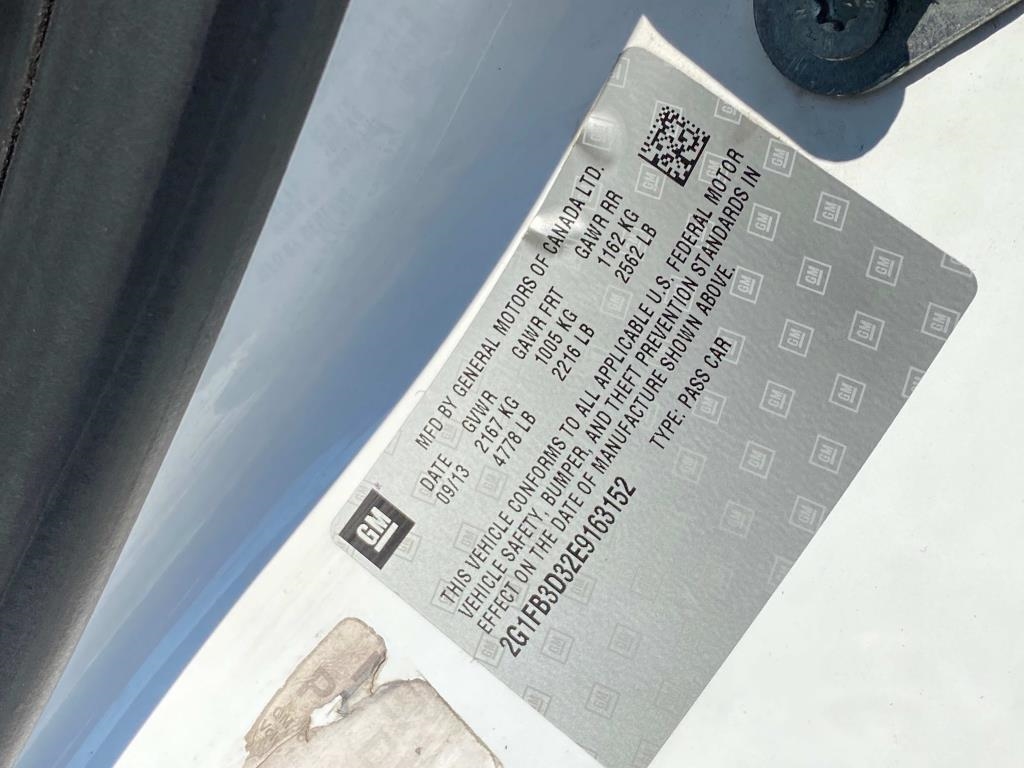 GM
MFD BY GENERAL MOTORS OF CANADA LTD.
DATE GVWR GAWR FRT GAWR RR
09/13 2167 KG 1005 KG 1162 KG
4778 LB 2216 LB 2562 LB
THIS VEHICLE CONFORMS TO ALL APPLICABLE U.S. FEDERAL MOTOR
VEHICLE SAFETY, BUMPER, AND THEFT PREVENTION STANDARDS IN
EFFECT ON THE DATE OF MANUFACTURE SHOWN ABOVE.
2G1FB3D32E9163152 TYPE: PASS CAR